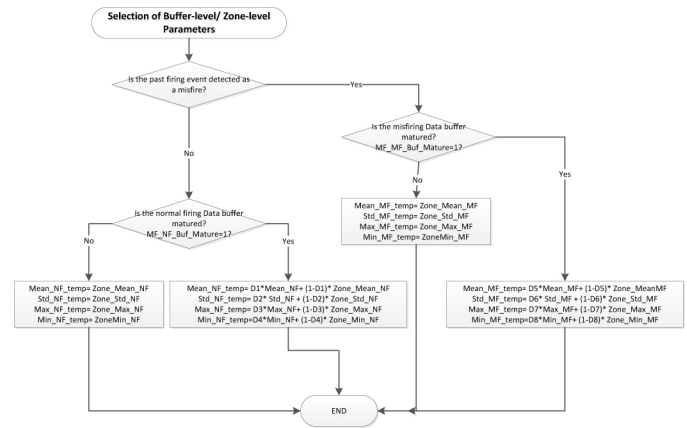 Selection of Buffer-level/ Zone-level
Parameters
Is the past firing event detected as
a misfire?
Yes
No
Is the misfiring Data buffer
matured?
MF_MF_Buf_Mature=1?
Yes
No
Mean_MF_temp= Zone_Mean_MF
Std_MF_temp= Zone_Std_MF
Max_MF_temp= Zone_Max_MF
Min_MF_temp= ZoneMin_MF
Is the normal firing Data buffer
matured?
MF_NF_Buf_Mature=1?
No
Yes
Mean_NF_temp= Zone_Mean_NF
Std_NF_temp= Zone_Std_NF
Max_NF_temp= Zone_Max_NF
Min_NF_temp= ZoneMin_NF
Mean_NF_temp= D1*Mean_NF+ (1-D1)* Zone_Mean_NF
Std_NF_temp= D2* Std_NF + (1-D2)* Zone_Std_NF
Max_NF_temp= D3*Max_NF+ (1-D3)* Zone_Max_NF
Min_NF_temp=D4*Min_NF+ (1-D4)* Zone_Min_NF
Mean_MF_temp= D5*Mean_MF+ (1-D5)* Zone_MeanMF
Std_MF_temp= D6* Std_MF + (1-D6)* Zone_Std_MF
Max_MF_temp= D7*Max_MF+ (1-D7)* Zone_Max_MF
Min_MF_temp=D8*Min_MF+ (1-D8)* Zone_Min_MF
END